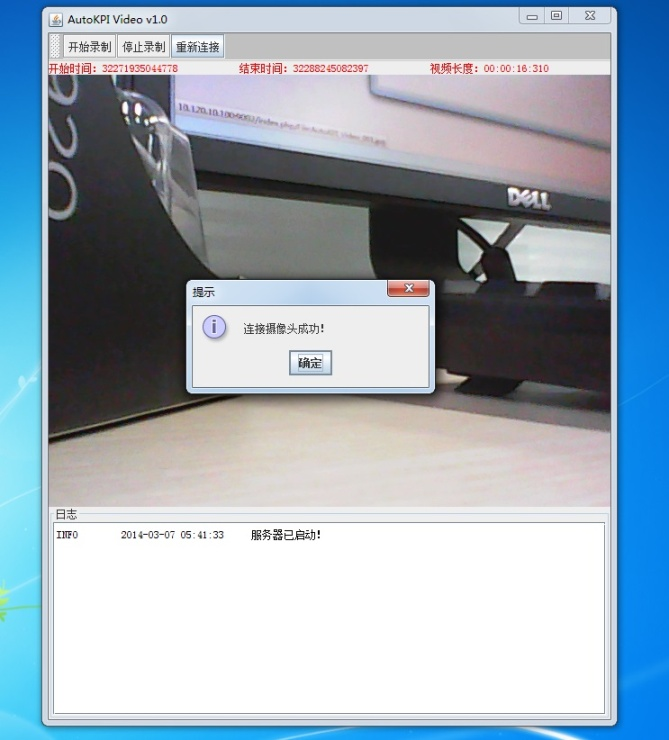 AutoKPI Video v1.0
开始录制 停止录制 重新连接
开始时间: 32271935044778 结束时间: 32288245082397 视频长度: 00:00:16:310
DELL
提示
连接摄像头成功!
确定
日志
INFO 2014-03-07 05:41:33 服务器已启动!